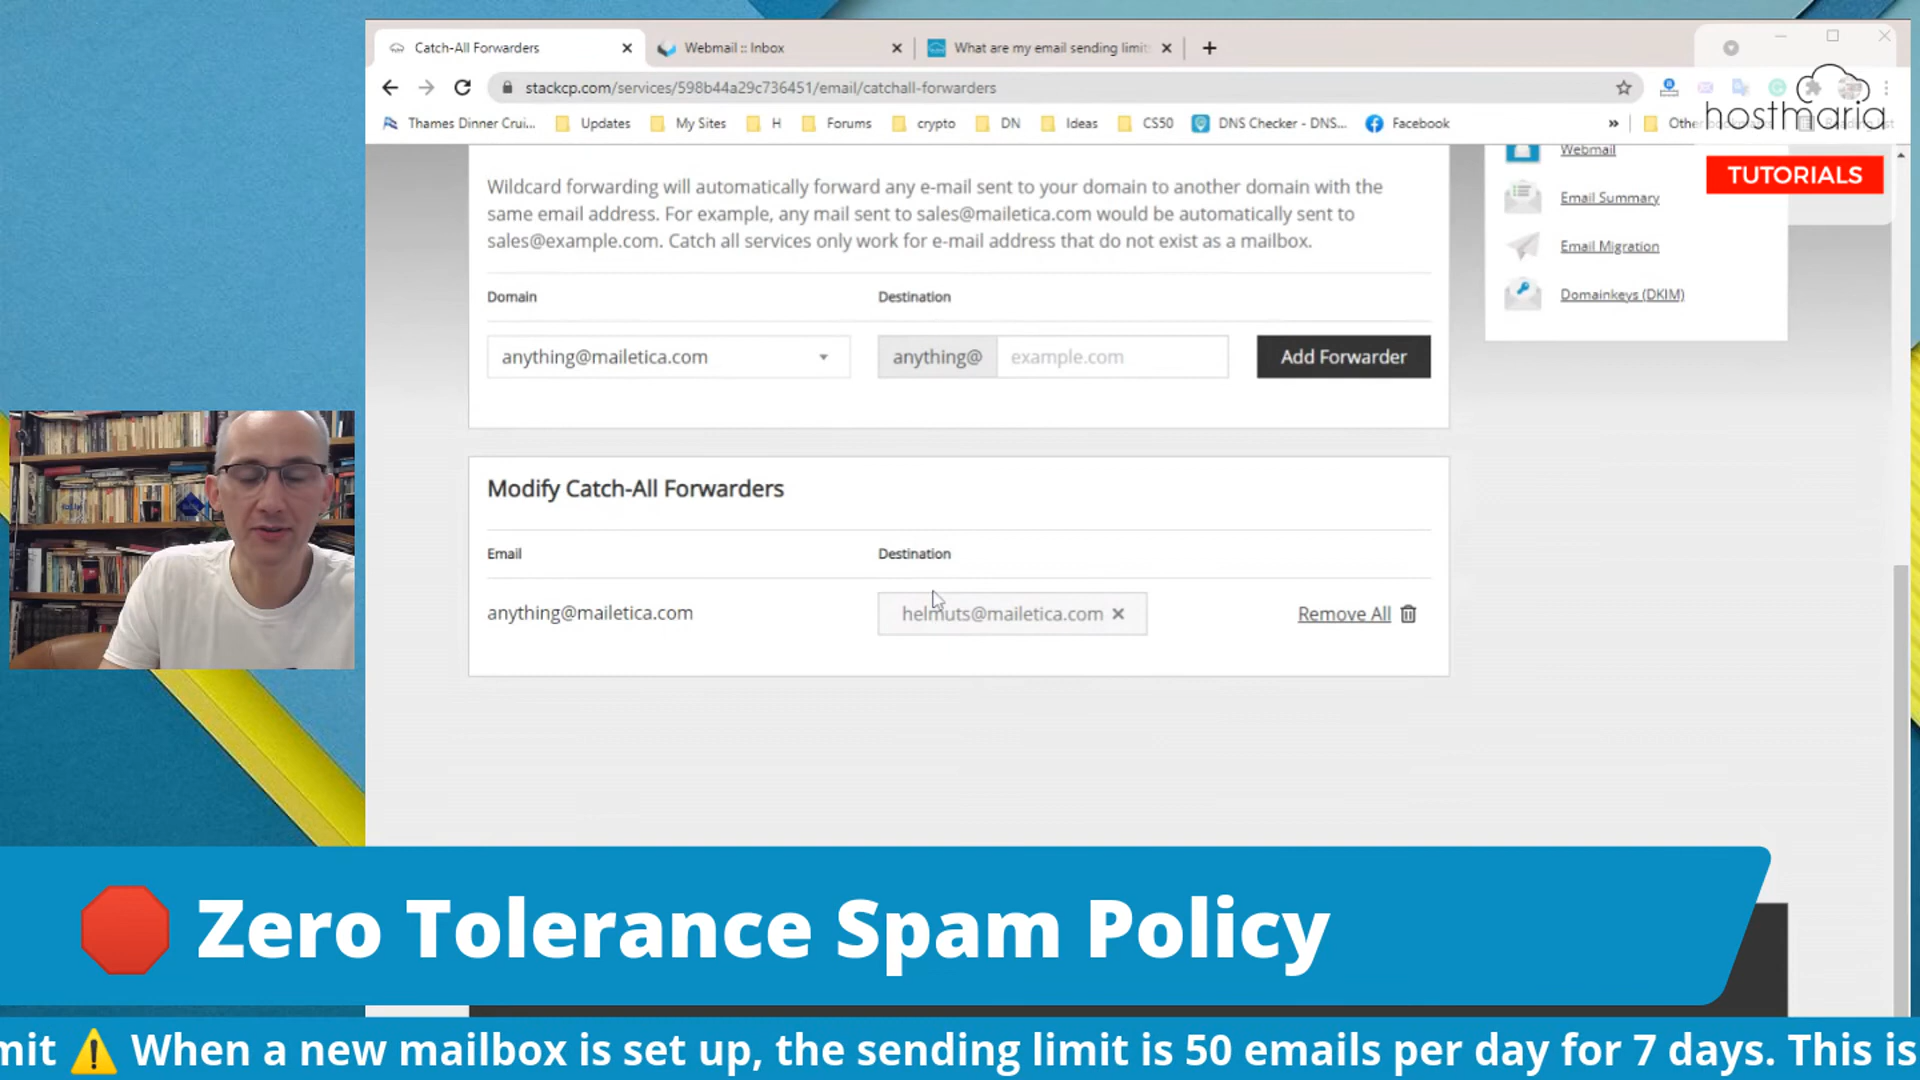 Catch-All Forwarders
Webmail :: Inbox
What are my email sending limit
stackcp.com/services/598b44a29c736451/email/catchall-forwarders
hostmaria
Thames Dinner Crui...
Updates
My Sites
H
Forums
crypto
DN
Ideas
CS50
DNS Checker - DNS...
Facebook
»
TUTORIALS
Wildcard forwarding will automatically forward any e-mail sent to your domain to another domain with the
same email address. For example, any mail sent to sales@mailetica.com would be automatically sent to
sales@example.com. Catch all services only work for e-mail address that do not exist as a mailbox.
Webmail
Email Summary
Email Migration
Domainkeys (DKIM)
Domain Destination
anything@mailetica.com anything@ example.com Add Forwarder
Modify Catch-All Forwarders
Email Destination
anything@mailetica.com helmuts@mailetica.com ✕ Remove All
Zero Tolerance Spam Policy
mit ⚠️ When a new mailbox is set up, the sending limit is 50 emails per day for 7 days. This is